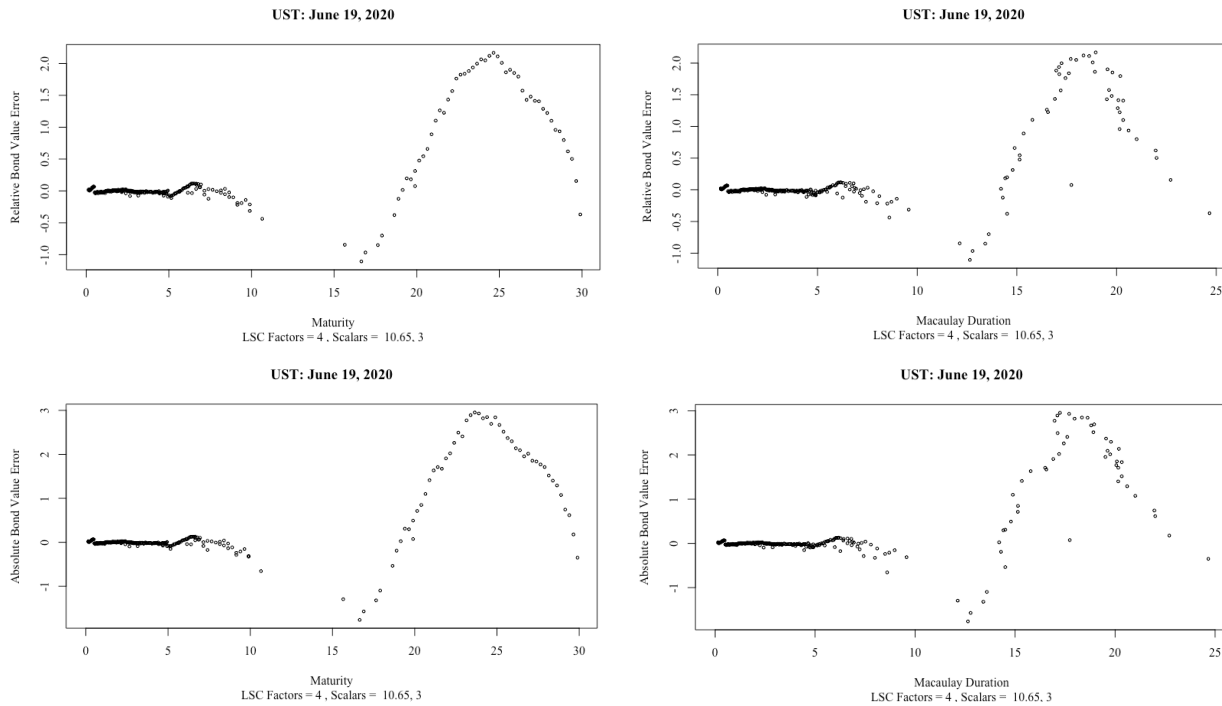 UST: June 19, 2020
Relative Bond Value Error
2.0
1.5
1.0
0.5
0.0
-0.5
-1.0
0 5 10 15 20 25 30
Maturity
LSC Factors = 4 , Scalars = 10.65, 3
UST: June 19, 2020
Relative Bond Value Error
2.0
1.5
1.0
0.5
0.0
-0.5
-1.0
0 5 10 15 20 25
Macaulay Duration
LSC Factors = 4 , Scalars = 10.65, 3
UST: June 19, 2020
Absolute Bond Value Error
3
2
1
0
-1
0 5 10 15 20 25 30
Maturity
LSC Factors = 4 , Scalars = 10.65, 3
UST: June 19, 2020
Absolute Bond Value Error
3
2
1
0
-1
0 5 10 15 20 25
Macaulay Duration
LSC Factors = 4 , Scalars = 10.65, 3